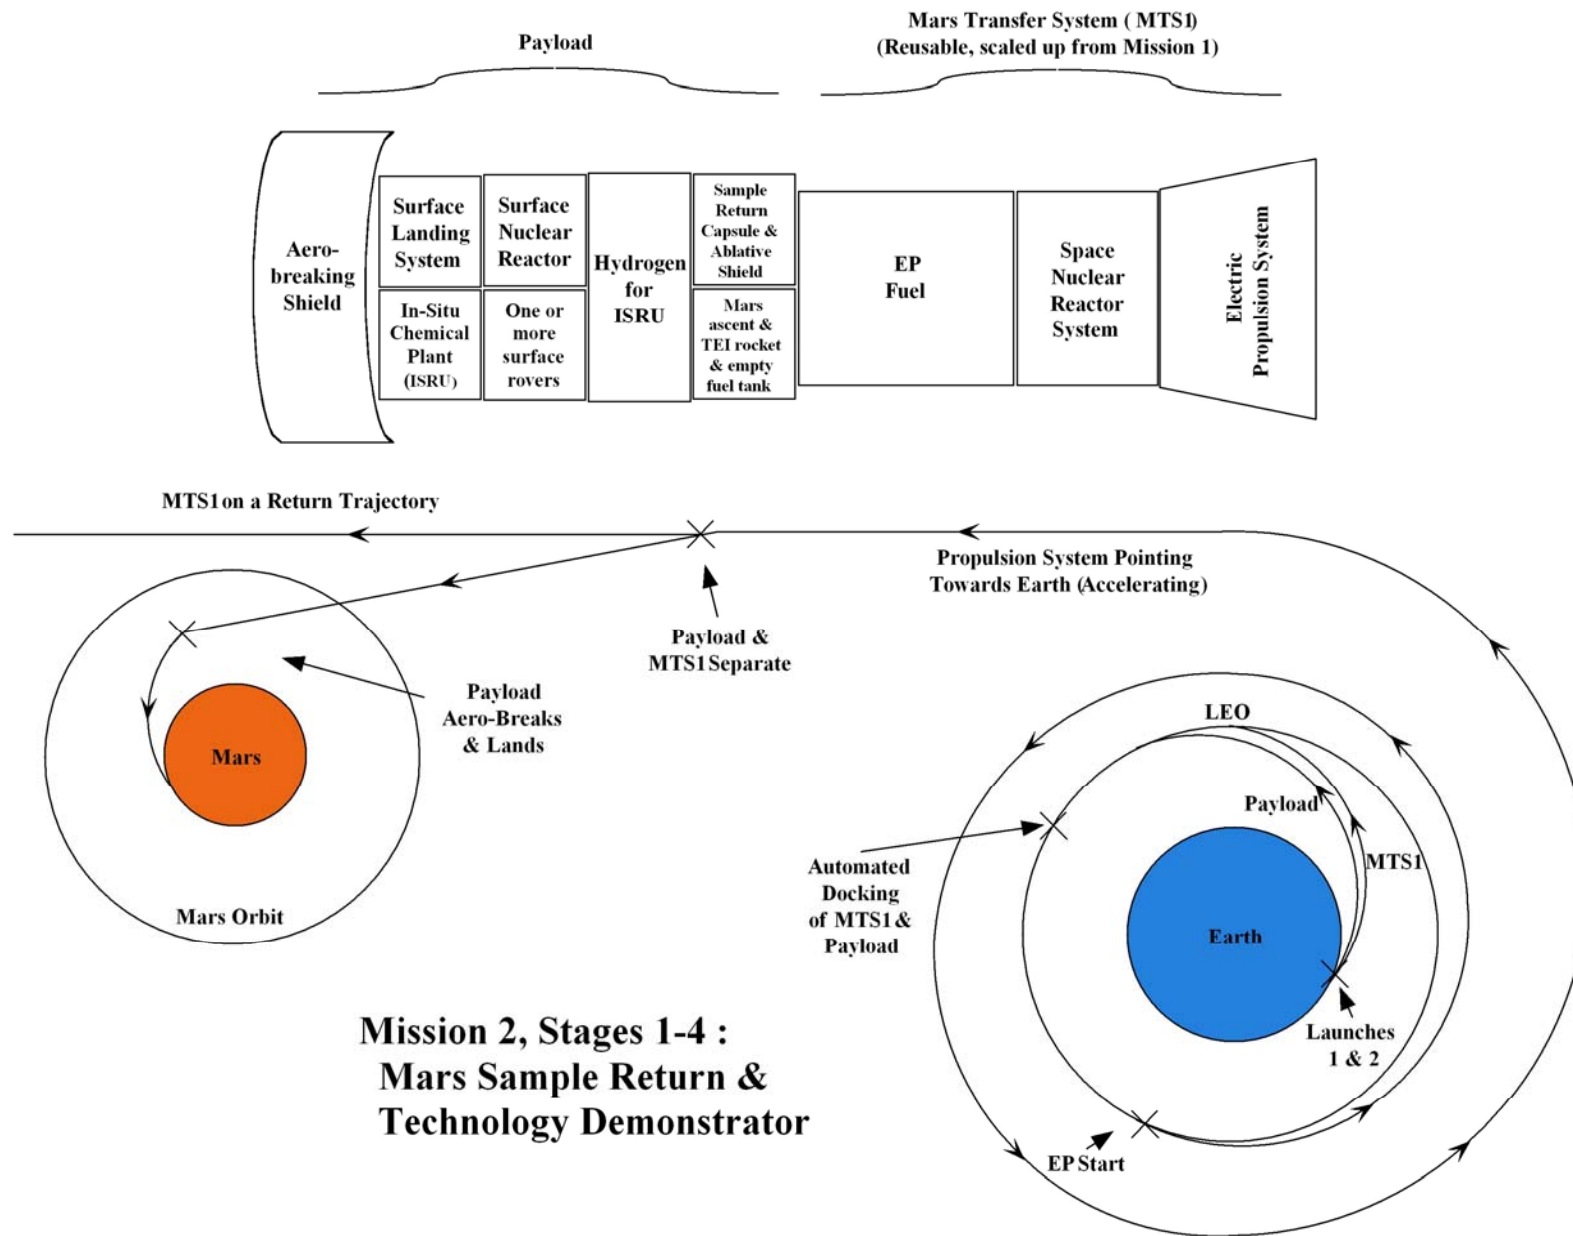 Payload
Mars Transfer System (MTS1)
(Reusable, scaled up from Mission 1)
Aero-
breaking
Shield
Surface
Landing
System
In-Situ
Chemical
Plant
(ISRU)
Surface
Nuclear
Reactor
One or
more
surface
rovers
Hydrogen
for
ISRU
Sample
Return
Capsule &
Ablative
Shield
Mars
ascent &
TEI rocket
& empty
fuel tank
EP
Fuel
Space
Nuclear
Reactor
System
Electric
Propulsion System
MTS1 on a Return Trajectory
Propulsion System Pointing
Towards Earth (Accelerating)
Payload &
MTS1 Separate
Payload
Aero-Breaks
& Lands
Mars
Mars Orbit
LEO
Payload
MTS1
Automated
Docking
of MTS1 &
Payload
Earth
Launches
1 & 2
EP Start
Mission 2, Stages 1-4 :
Mars Sample Return &
Technology Demonstrator